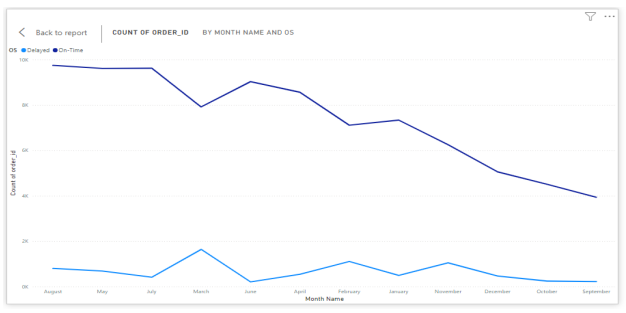 Back to report COUNT OF ORDER_ID BY MONTH NAME AND OS
OS Delayed On-Time
10K
8K
6K
4K
2K
0K
Count of order_id
August May July March June April February January November December October September
Month Name